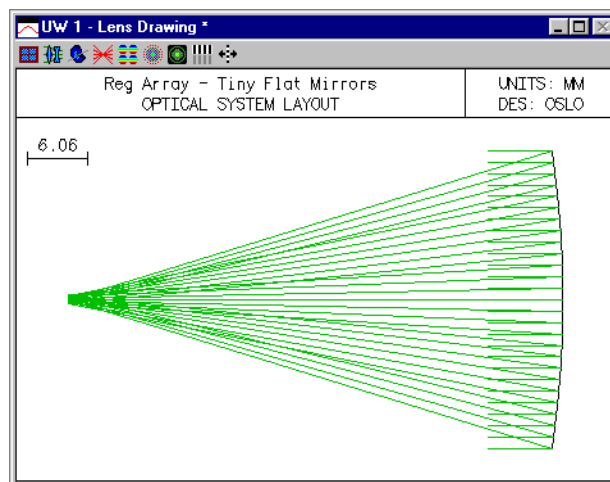 UW 1 - Lens Drawing *
Reg Array - Tiny Flat Mirrors
OPTICAL SYSTEM LAYOUT
UNITS: MM
DES: OSLO
6.06